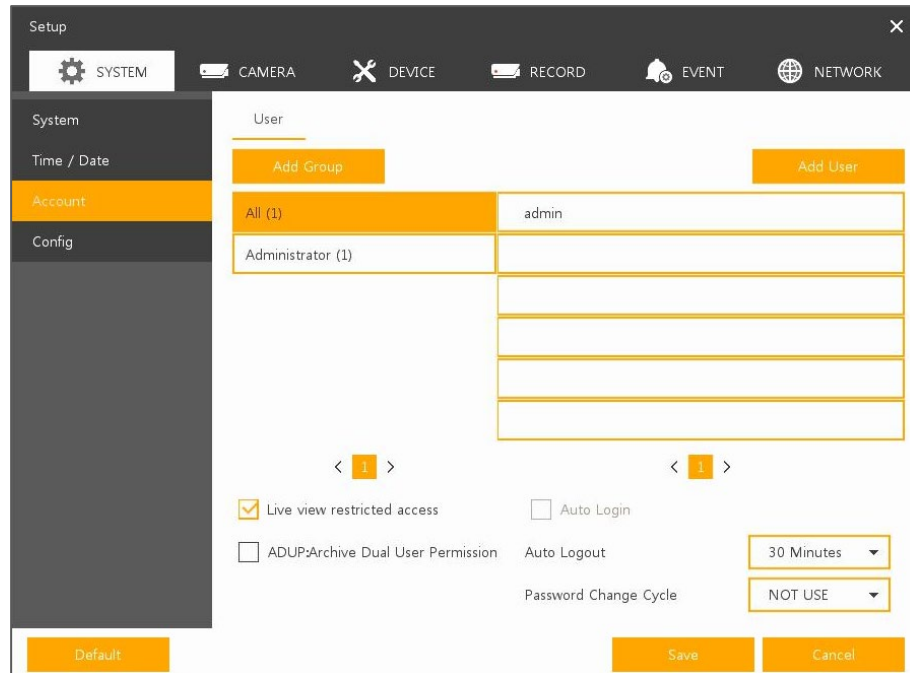 Setup
SYSTEM CAMERA DEVICE RECORD EVENT NETWORK
System
Time / Date
Account
Config
User
Add Group Add User
All (1) admin
Administrator (1)
< 1 > < 1 >
Live view restricted access Auto Login
ADUP:Archive Dual User Permission Auto Logout 30 Minutes
Password Change Cycle NOT USE
Default Save Cancel